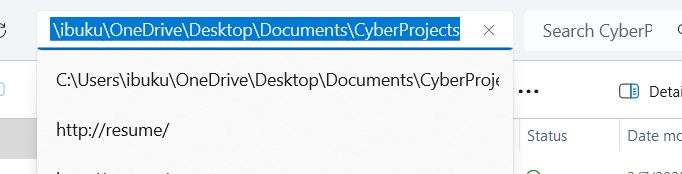 \ibuku\OneDrive\Desktop\Documents\CyberProjects
Search CyberP
C:\Users\ibuku\OneDrive\Desktop\Documents\CyberProje
Detai
http://resume/
Status
Date mo